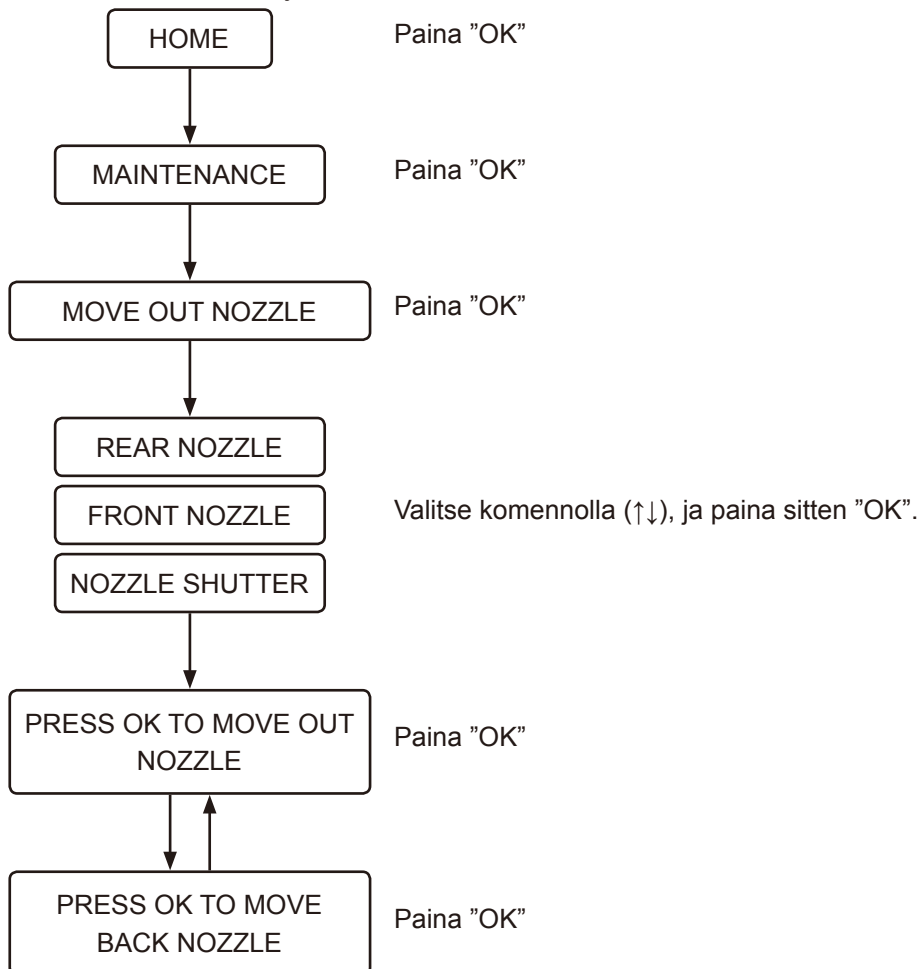 HOME
Paina ”OK”
MAINTENANCE
Paina ”OK”
MOVE OUT NOZZLE
Paina ”OK”
REAR NOZZLE
FRONT NOZZLE
Valitse komennolla (↑↓), ja paina sitten ”OK”.
NOZZLE SHUTTER
PRESS OK TO MOVE OUT
NOZZLE
Paina ”OK”
PRESS OK TO MOVE
BACK NOZZLE
Paina ”OK”